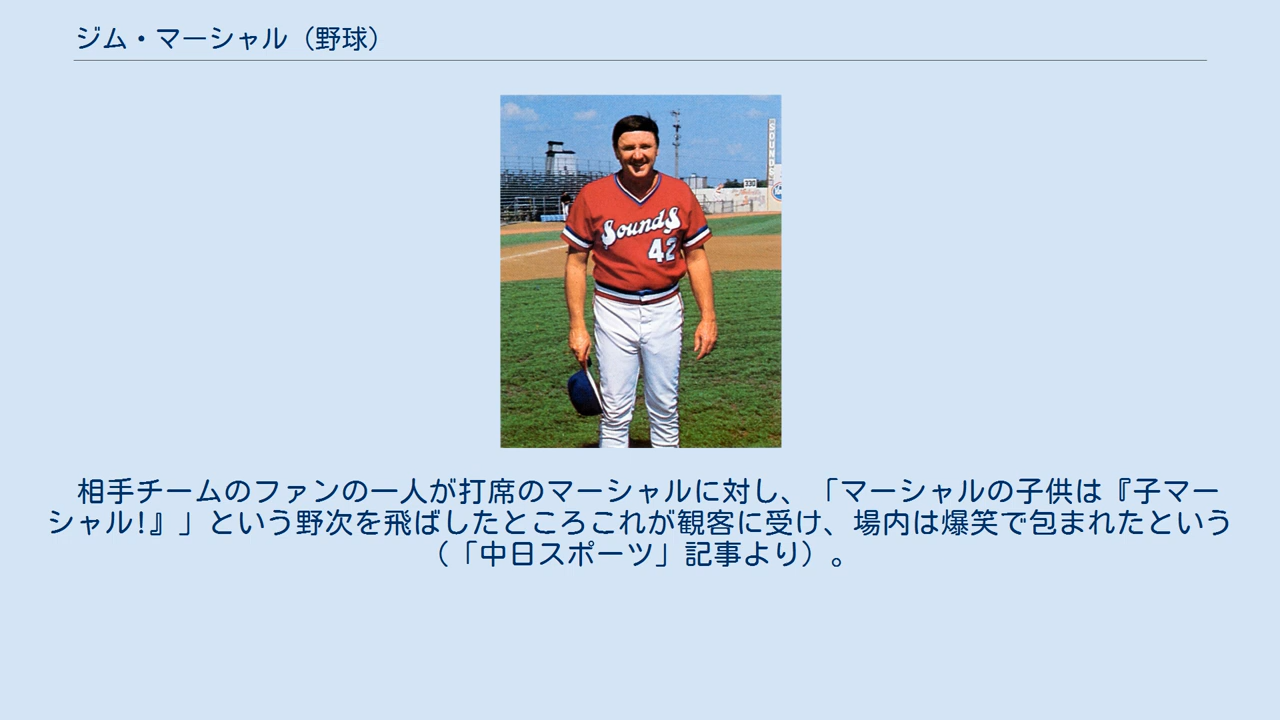 ジム・マーシャル（野球）
SOUNDS
330
Sounds
42
相手チームのファンの一人が打席のマーシャルに対し、「マーシャルの子供は『子マー
シャル!』」という野次を飛ばしたところこれが観客に受け、場内は爆笑で包まれたという
（「中日スポーツ」記事より）。